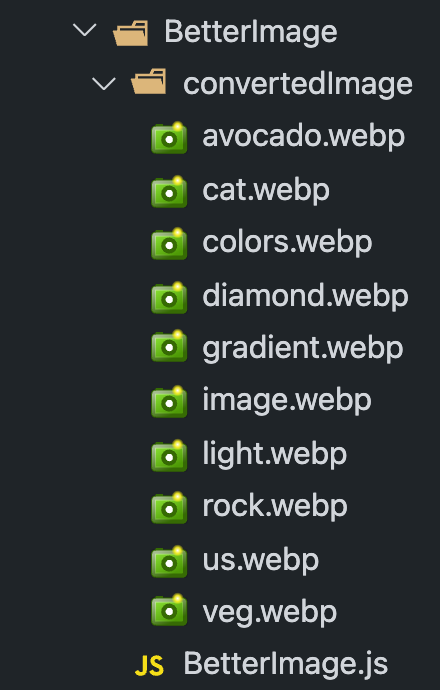 BetterImage
convertedImage
avocado.webp
cat.webp
colors.webp
diamond.webp
gradient.webp
image.webp
light.webp
rock.webp
us.webp
veg.webp
JS BetterImage.js